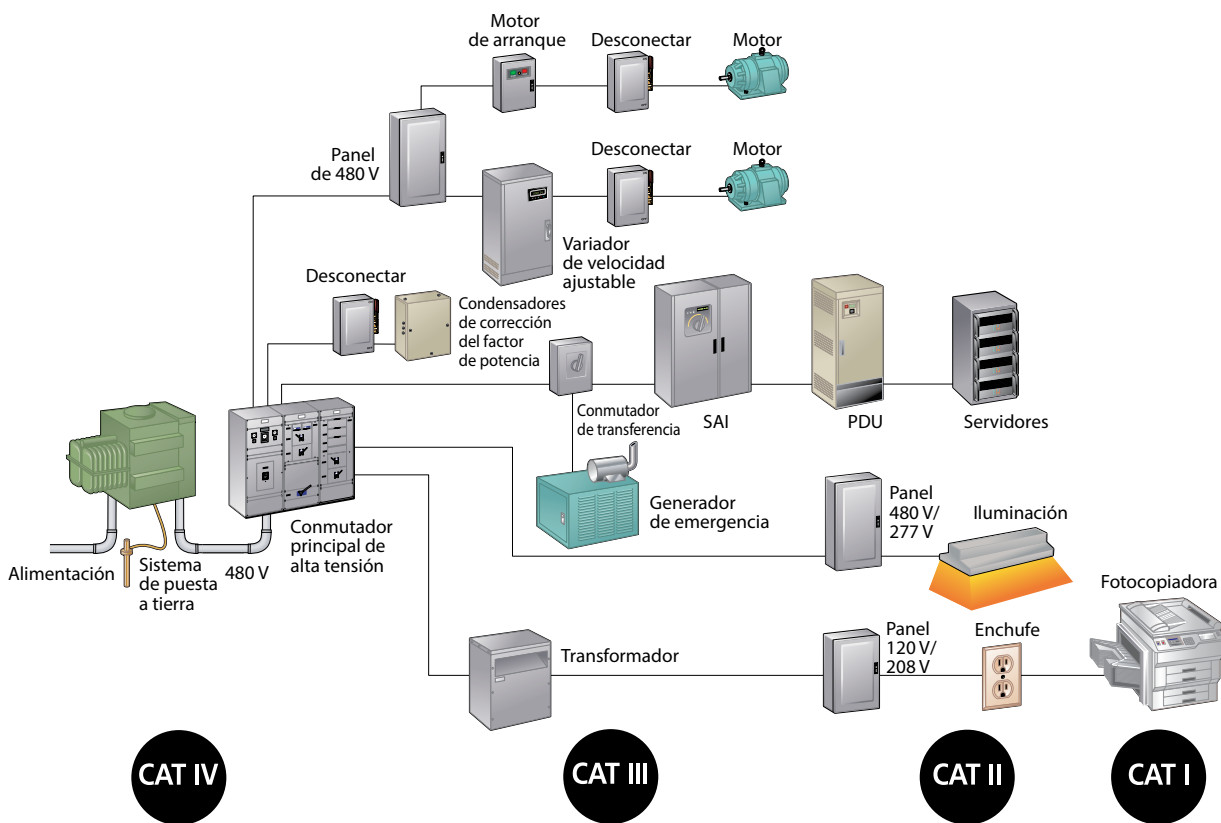 Motor
de arranque
Desconectar
Motor
Panel
de 480 V
Desconectar
Motor
Variador
de velocidad
ajustable
Desconectar
Condensadores
de corrección
del factor
de potencia
Conmutador
de transferencia
SAI
PDU
Servidores
Generador
de emergencia
Panel
480 V/
277 V
Iluminación
Alimentación
Sistema
de puesta
a tierra
480 V
Conmutador
principal de
alta tensión
Fotocopiadora
Transformador
Panel
120 V/
208 V
Enchufe
CAT IV
CAT III
CAT II
CAT I